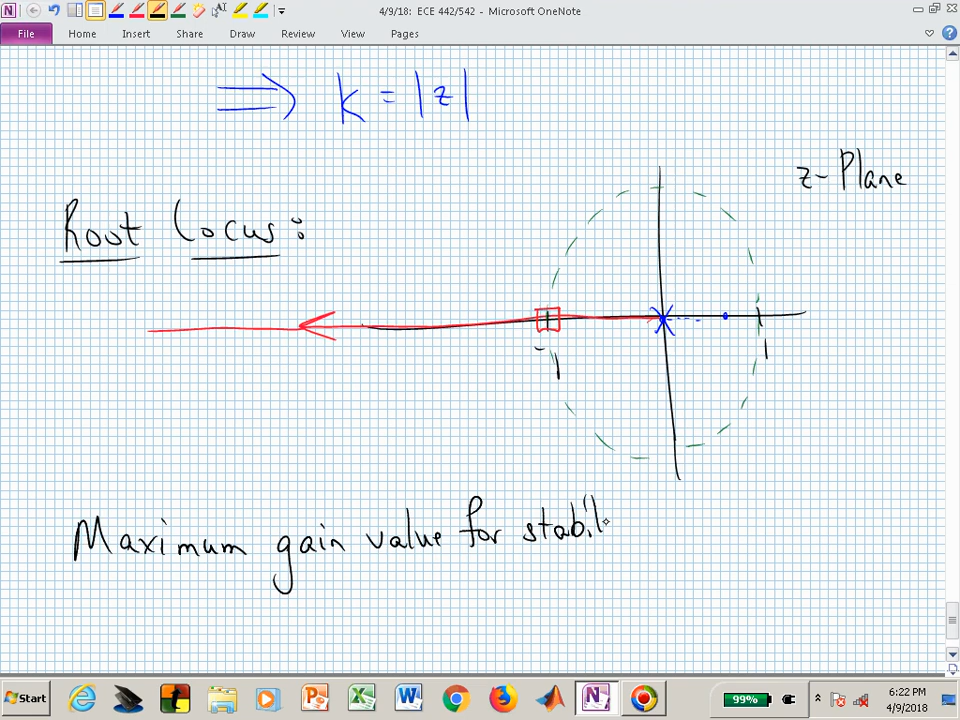 4/9/18: ECE 442/542 - Microsoft OneNote
File Home Insert Share Draw Review View Pages
⇒ k = |z|
z-Plane
Root Locus:
-1
1
Maximum gain value for stabil
Start
99%
6:22 PM
4/9/2018